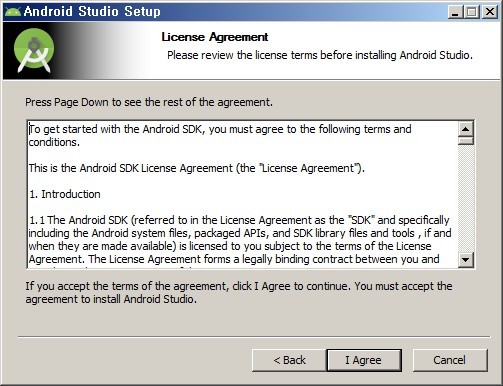 Android Studio Setup
License Agreement
Please review the license terms before installing Android Studio.
Press Page Down to see the rest of the agreement.
To get started with the Android SDK, you must agree to the following terms and
conditions.
This is the Android SDK License Agreement (the "License Agreement").
1. Introduction
1.1 The Android SDK (referred to in the License Agreement as the "SDK" and specifically
including the Android system files, packaged APIs, and SDK library files and tools , if and
when they are made available) is licensed to you subject to the terms of the License
Agreement. The License Agreement forms a legally binding contract between you and
If you accept the terms of the agreement, click I Agree to continue. You must accept the
agreement to install Android Studio.
< Back
I Agree
Cancel